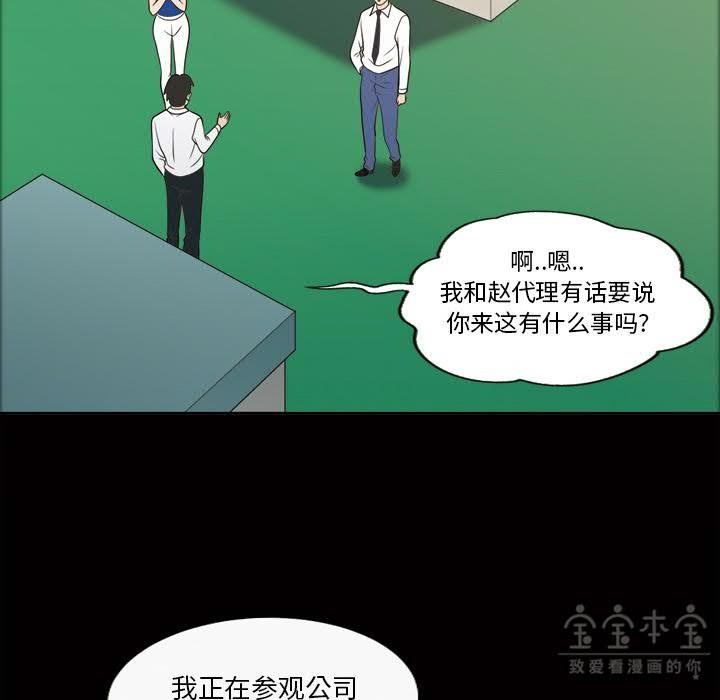 啊..嗯..
我和赵代理有话要说
你来这有什么事吗?
我正在参观公司
宝宝本宝
致爱看漫画的你